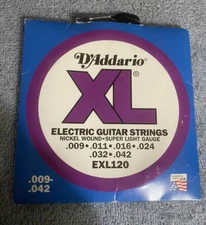 D'Addario
XL®
ELECTRIC GUITAR STRINGS
NICKEL WOUND • SUPER LIGHT GAUGE
.009 • .011 • .016 • .024
.032 • .042
EXL120
.009-
.042